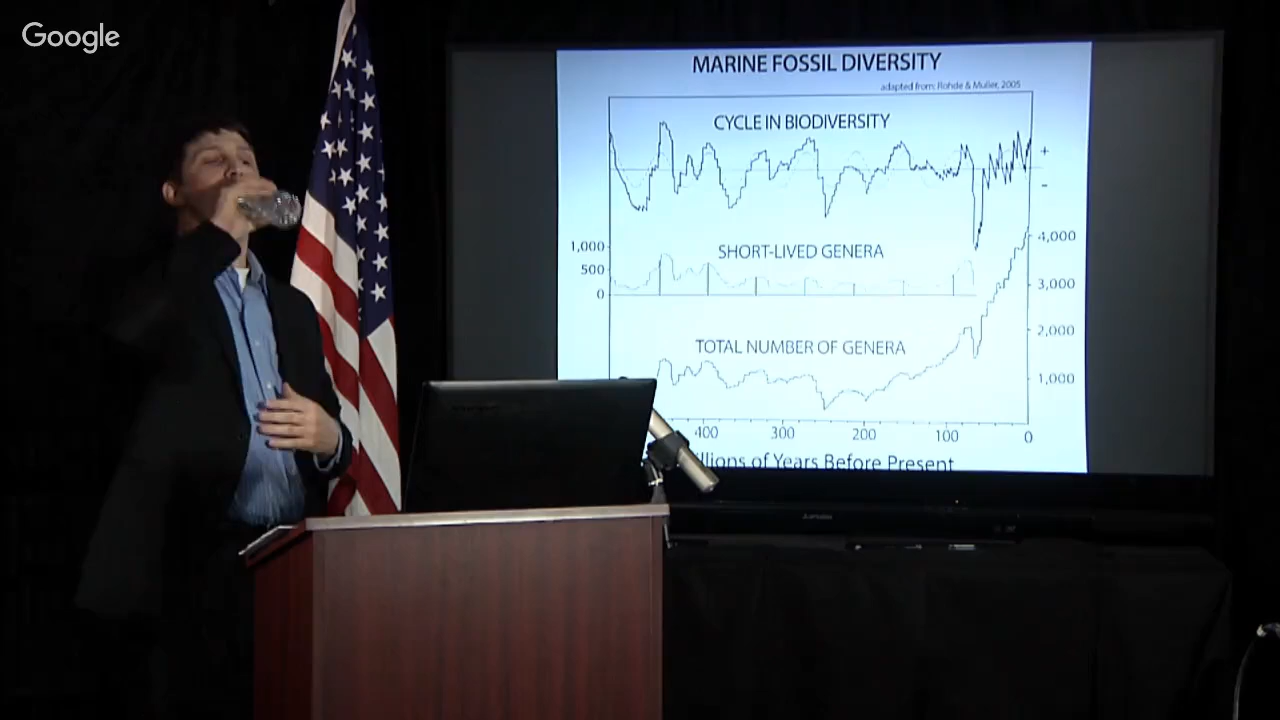 Google
MARINE FOSSIL DIVERSITY
adapted from: Rohde & Muller, 2005
CYCLE IN BIODIVERSITY
+
-
1,000
500
0
SHORT-LIVED GENERA
4,000
3,000
2,000
1,000
TOTAL NUMBER OF GENERA
400 300 200 100 0
llions of Years Before Present